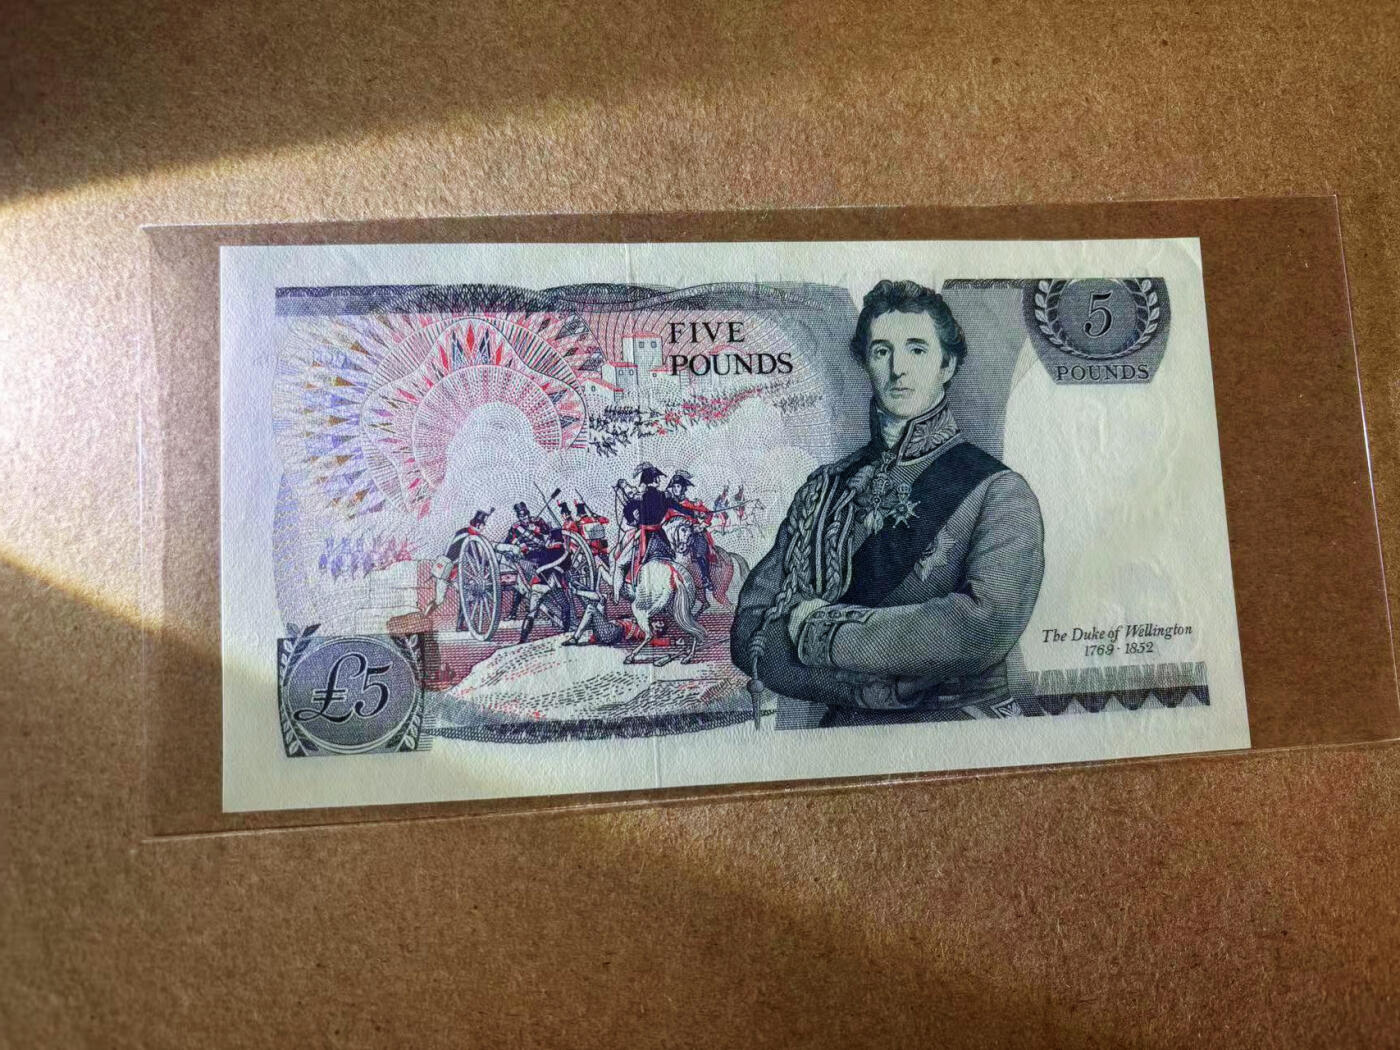 FIVE
POUNDS
5
POUNDS
£5
The Duke of Wellington
1769 · 1852